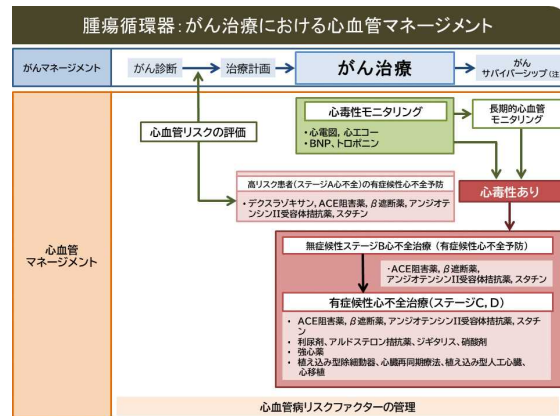 腫瘍循環器：がん治療における心血管マネージメント
がんマネージメント
がん診断
治療計画
がん治療
がん
サバイバーシップ（注
心血管リスクの評価
心毒性モニタリング
・心電図, 心エコー
・BNP、トロポニン
長期的心血管
モニタリング
高リスク患者（ステージA心不全）の有症候性心不全予防
・デクスラゾキサン、ACE阻害薬, β遮断薬, アンジオテ
ンシンII受容体拮抗薬、スタチン
心毒性あり
心血管
マネージメント
無症候性ステージB心不全治療（有症候性心不全予防）
・ACE阻害薬, β遮断薬,
アンジオテンシンII受容体拮抗薬, スタチン
有症候性心不全治療（ステージC, D）
・ ACE阻害薬, β遮断薬, アンジオテンシンII受容体拮抗薬, スタチ
ン
・ 利尿剤、アルドステロン拮抗薬、ジギタリス、硝酸剤
・ 強心薬
・ 植え込み型除細動器、心臓再同期療法、植え込み型人工心臓、
心移植
心血管病リスクファクターの管理